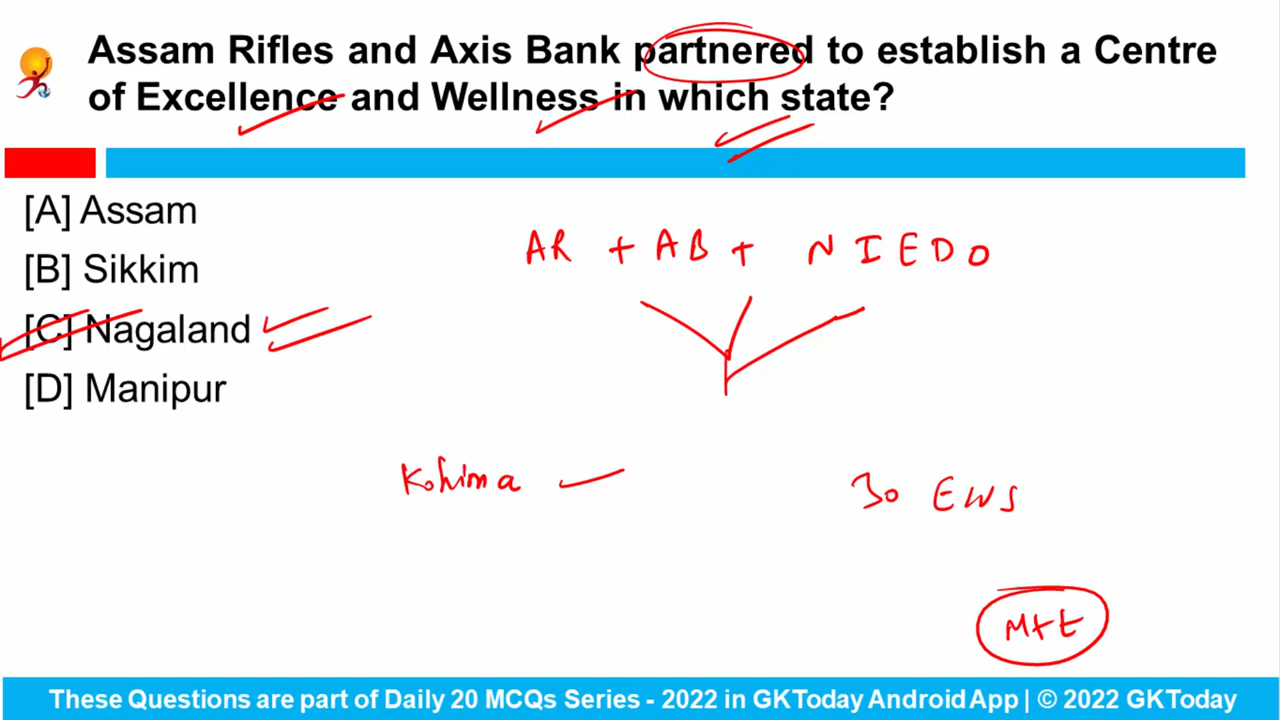 Assam Rifles and Axis Bank partnered to establish a Centre
of Excellence and Wellness in which state?
[A] Assam
[B] Sikkim
[C] Nagaland
[D] Manipur
AR + AB + NIEDO
Kohima
30 EWS
M+E
These Questions are part of Daily 20 MCQs Series - 2022 in GKToday Android App | © 2022 GKToday